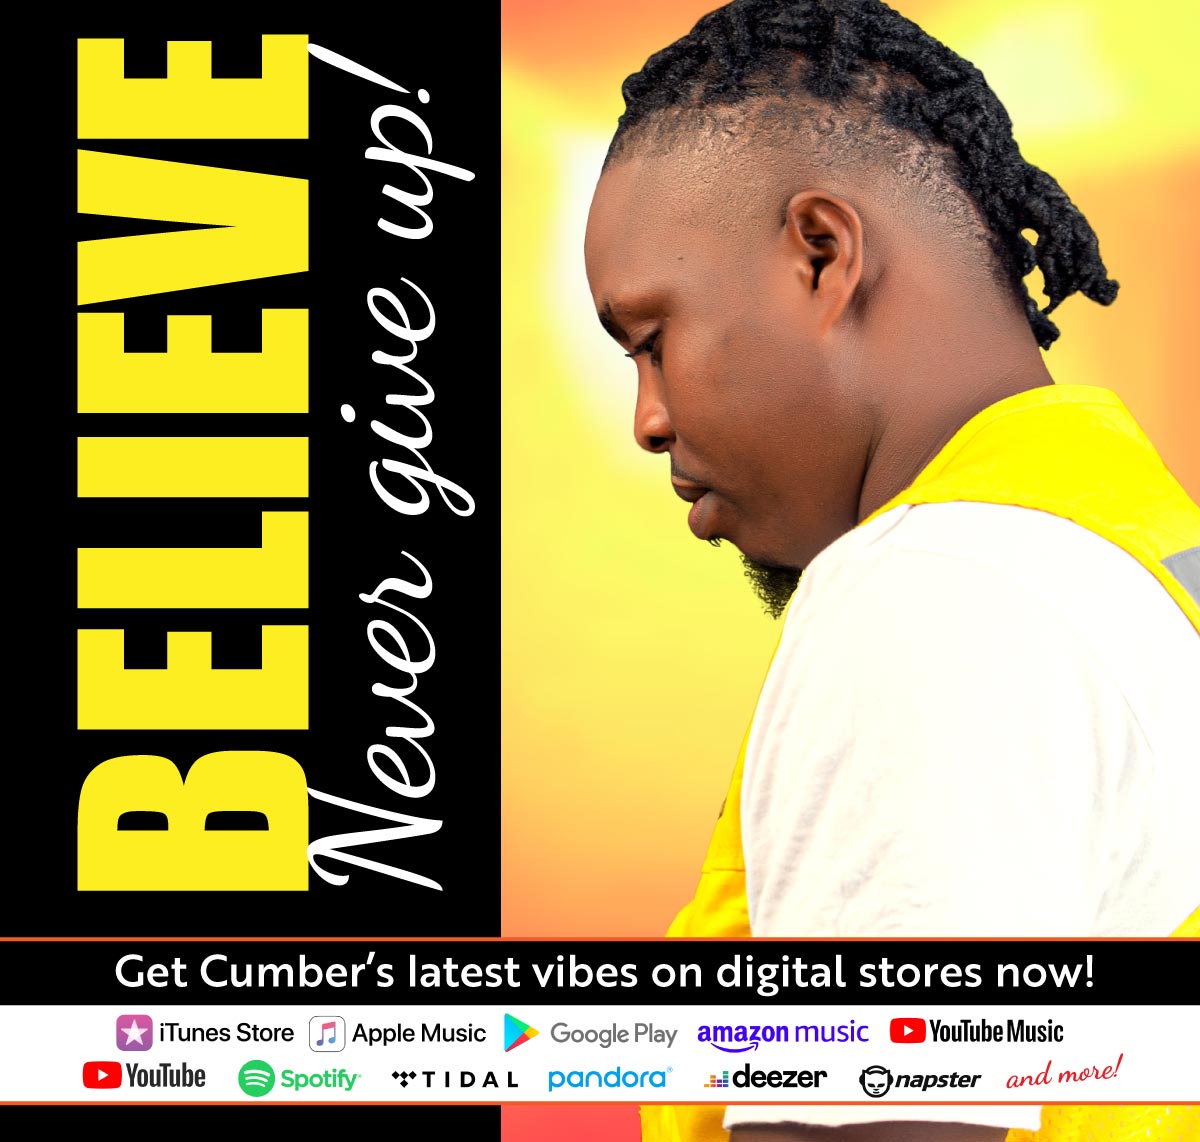 BELIEVE
Never give up!
Get Cumber's latest vibes on digital stores now!
iTunes Store Apple Music Google Play amazon music YouTube Music
YouTube Spotify TIDAL pandora deezer napster and more!